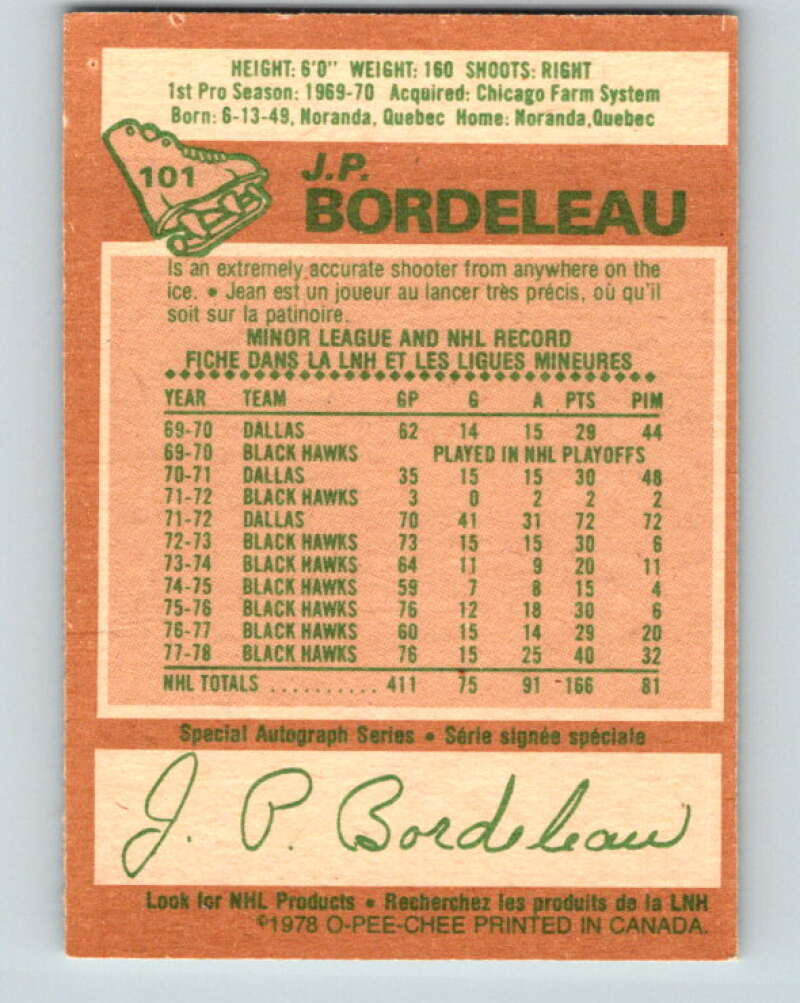 HEIGHT: 6'0" WEIGHT: 160 SHOOTS: RIGHT
1st Pro Season: 1969-70 Acquired: Chicago Farm System
Born: 6-13-49, Noranda, Quebec Home: Noranda, Quebec
101
J.P.
BORDELEAU
Is an extremely accurate shooter from anywhere on the
ice. • Jean est un joueur au lancer très précis, où qu'il
soit sur la patinoire.
MINOR LEAGUE AND NHL RECORD
FICHE DANS LA LNH ET LES LIGUES MINEURES
YEAR TEAM GP G A PTS PIM
69-70 DALLAS 62 14 15 29 44
69-70 BLACK HAWKS PLAYED IN NHL PLAYOFFS
70-71 DALLAS 35 15 15 30 48
71-72 BLACK HAWKS 3 0 2 2 2
71-72 DALLAS 70 41 31 72 72
72-73 BLACK HAWKS 73 15 15 30 6
73-74 BLACK HAWKS 64 11 9 20 11
74-75 BLACK HAWKS 59 7 8 15 4
75-76 BLACK HAWKS 76 12 18 30 6
76-77 BLACK HAWKS 60 15 14 29 20
77-78 BLACK HAWKS 76 15 25 40 32
NHL TOTALS .......... 411 75 91 166 81
Special Autograph Series • Série signée spéciale
J. P. Bordeleau
Look for NHL Products • Recherchez les produits de la LNH
©1978 O-PEE-CHEE PRINTED IN CANADA.